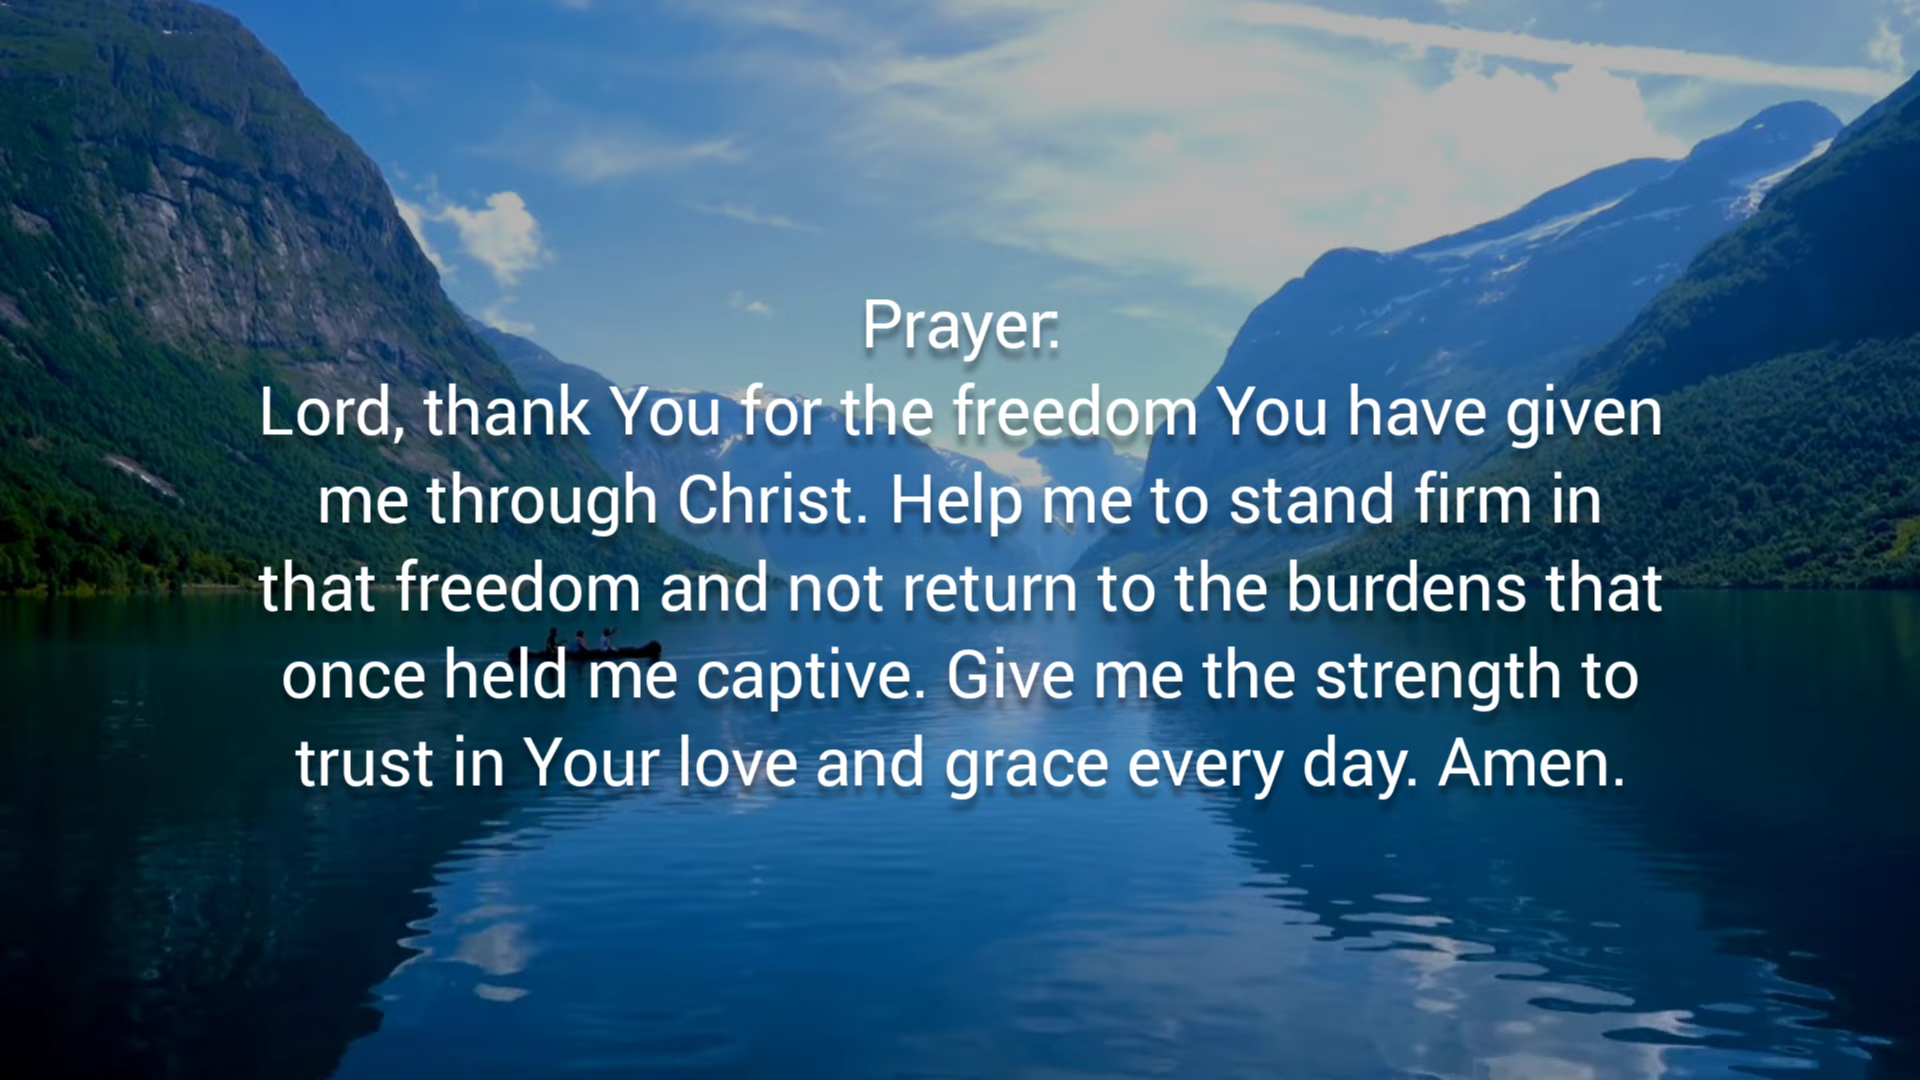 Prayer:
Lord, thank You for the freedom You have given
me through Christ. Help me to stand firm in
that freedom and not return to the burdens that
once held me captive. Give me the strength to
trust in Your love and grace every day. Amen.